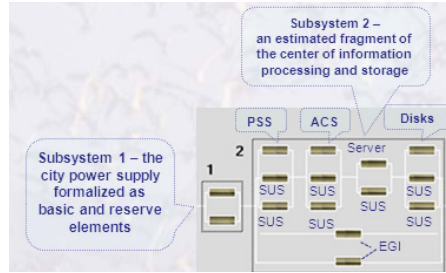 Subsystem 2 –
an estimated fragment of
the center of information
processing and storage
PSS
ACS
Disks
Subsystem 1 – the
city power supply
formalized as
basic and reserve
elements
1
2
Server
SUS
SUS
SUS
SUS
SUS
SUS
SUS
EGI